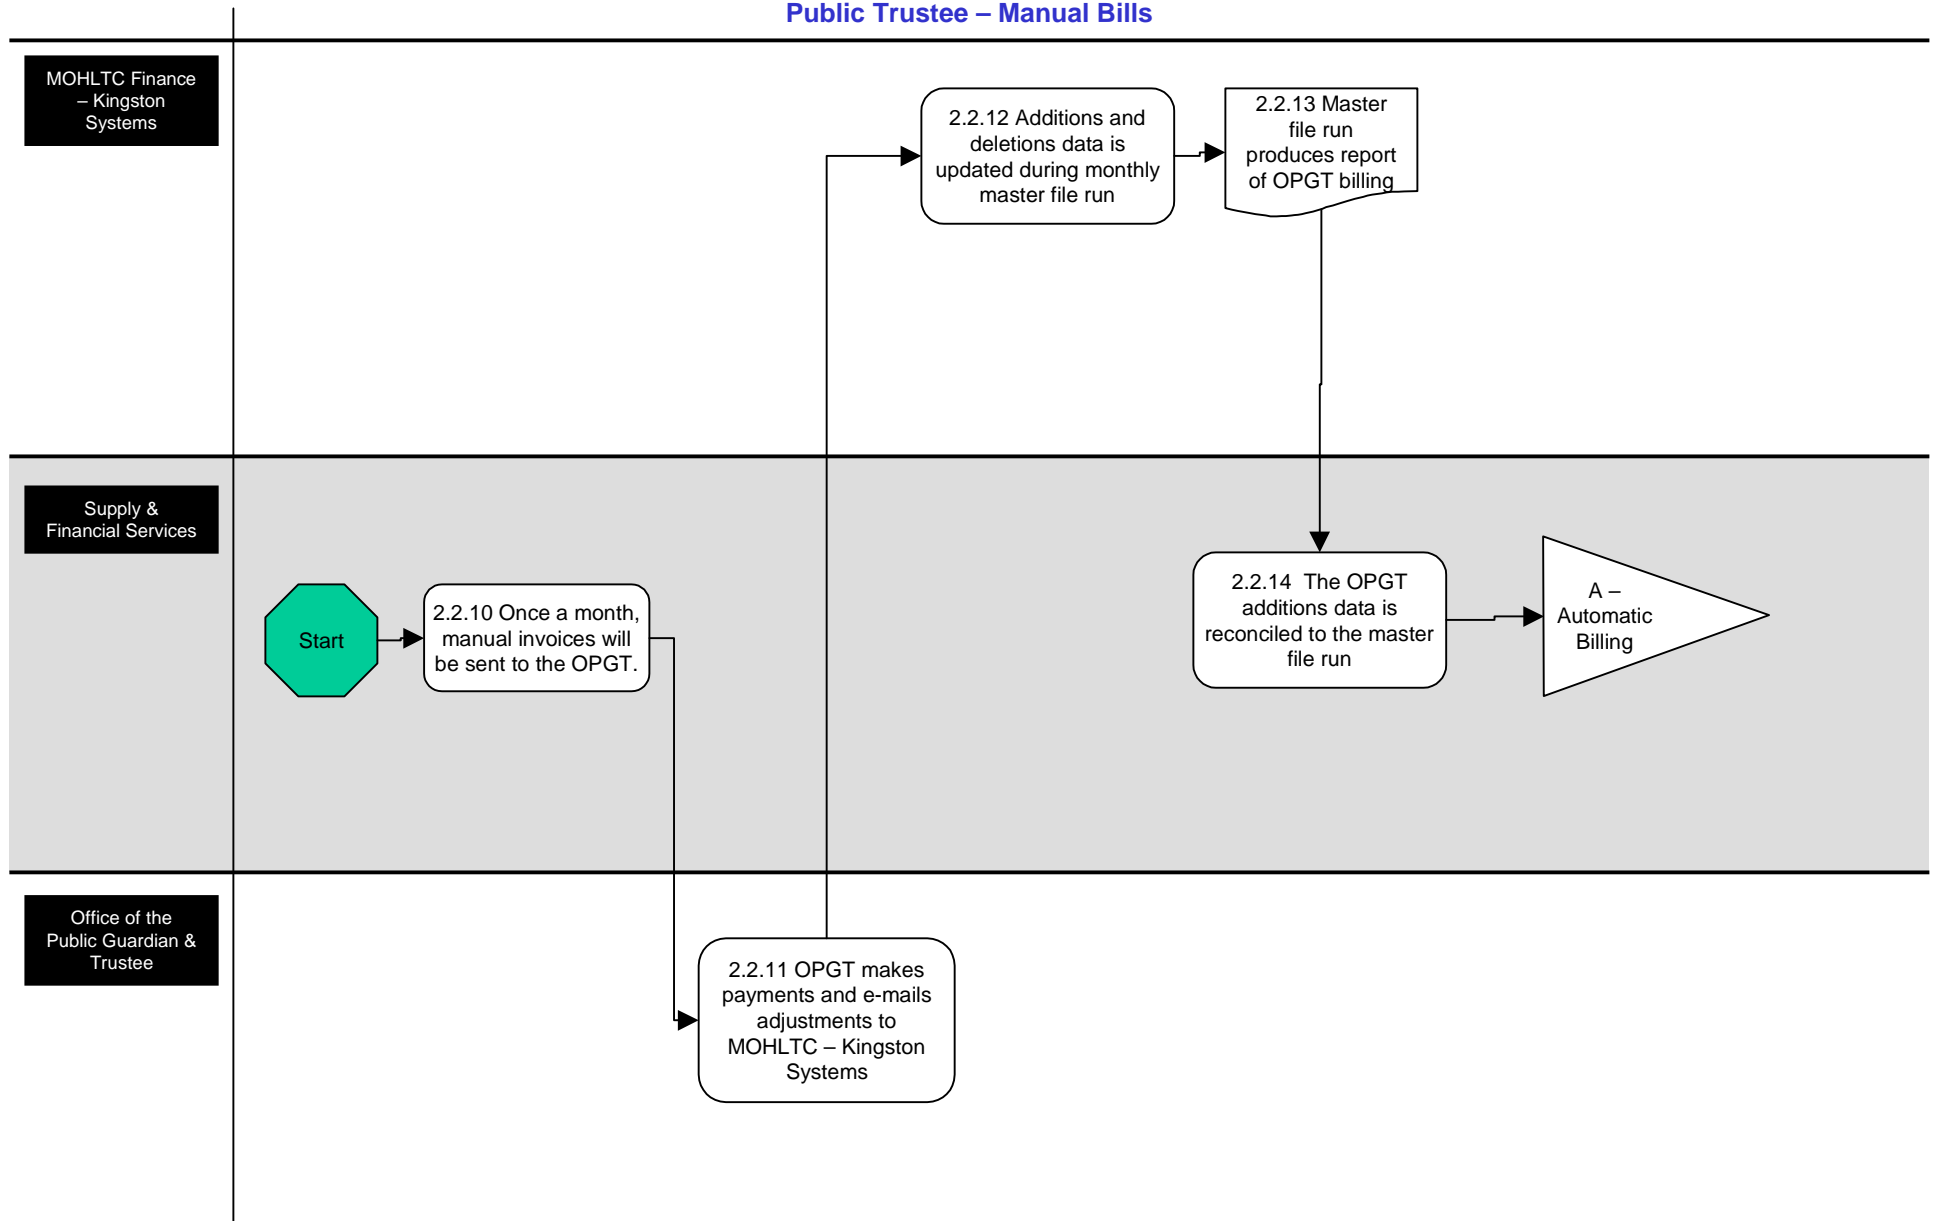 Public Trustee – Manual Bills
MOHLTC Finance
– Kingston
Systems
2.2.12 Additions and
deletions data is
updated during monthly
master file run
2.2.13 Master
file run
produces report
of OPGT billing
Supply &
Financial Services
Start
2.2.10 Once a month,
manual invoices will
be sent to the OPGT.
2.2.14 The OPGT
additions data is
reconciled to the master
file run
A –
Automatic
Billing
Office of the
Public Guardian &
Trustee
2.2.11 OPGT makes
payments and e-mails
adjustments to
MOHLTC – Kingston
Systems